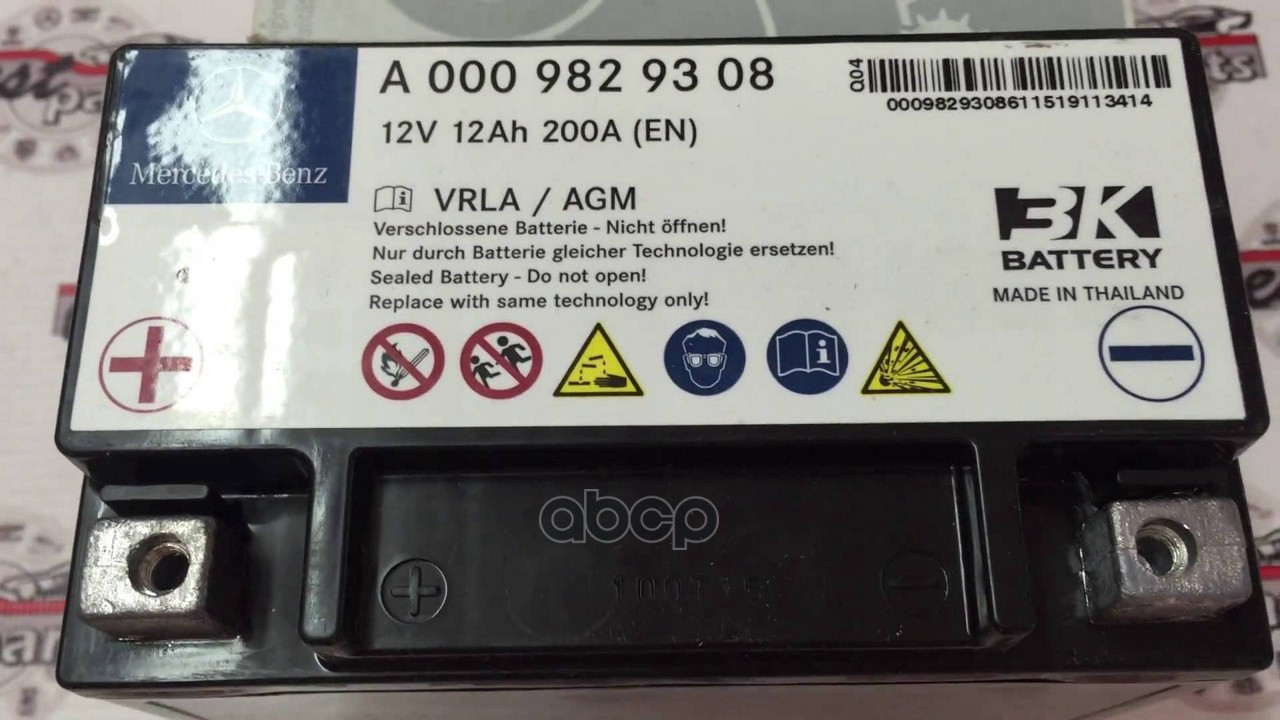 A 000 982 93 08
12V 12Ah 200A (EN)
Q04
0009829308611519113414
Mercedes-Benz
VRLA / AGM
Verschlossene Batterie - Nicht öffnen!
Nur durch Batterie gleicher Technologie ersetzen!
Sealed Battery - Do not open!
Replace with same technology only!
3K
BATTERY
MADE IN THAILAND
abcp